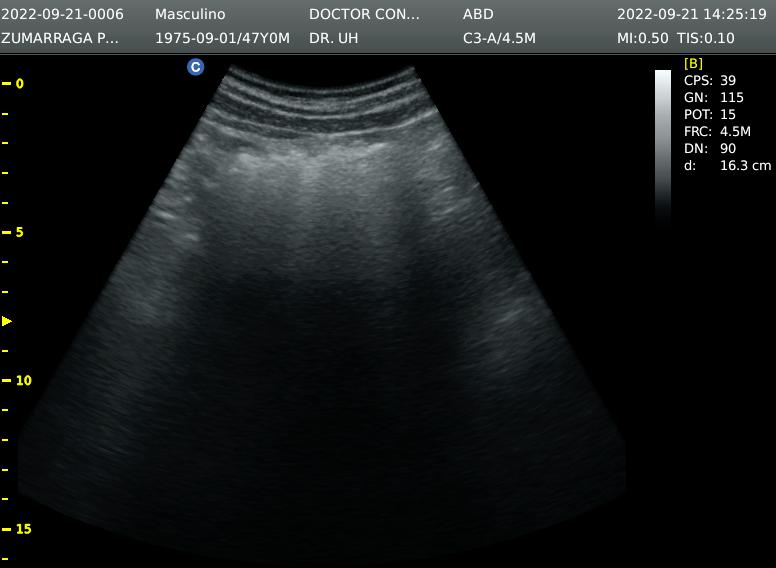 2022-09-21-0006 Masculino DOCTOR CON... ABD 2022-09-21 14:25:19
ZUMARRAGA P... 1975-09-01/47Y0M DR. UH C3-A/4.5M MI:0.50 TIS:0.10
C
[B]
CPS: 39
GN: 115
POT: 15
FRC: 4.5M
DN: 90
d: 16.3 cm
0
5
10
15